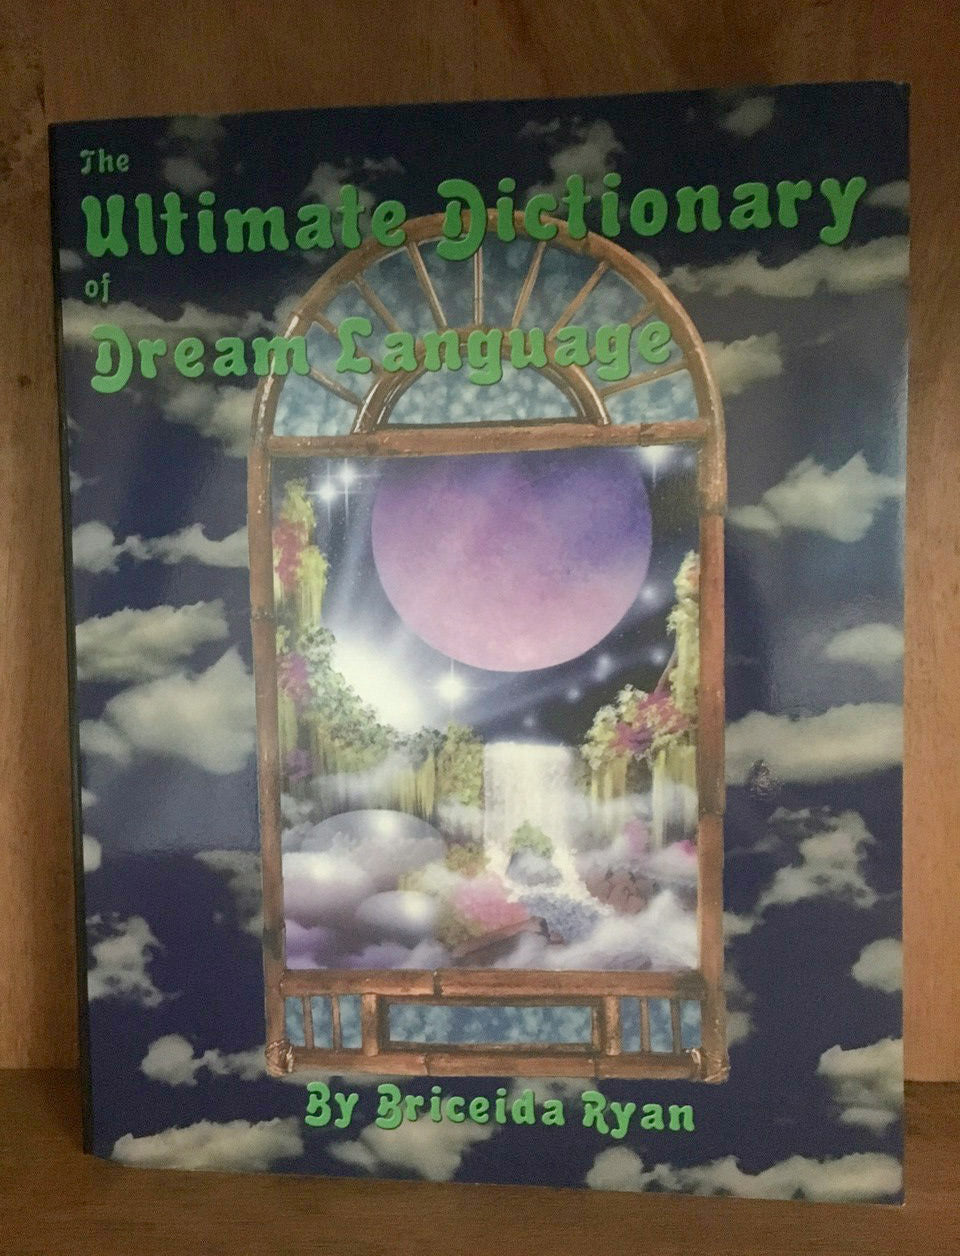 The
Ultimate Dictionary
of
Dream Language
By Briceida Ryan